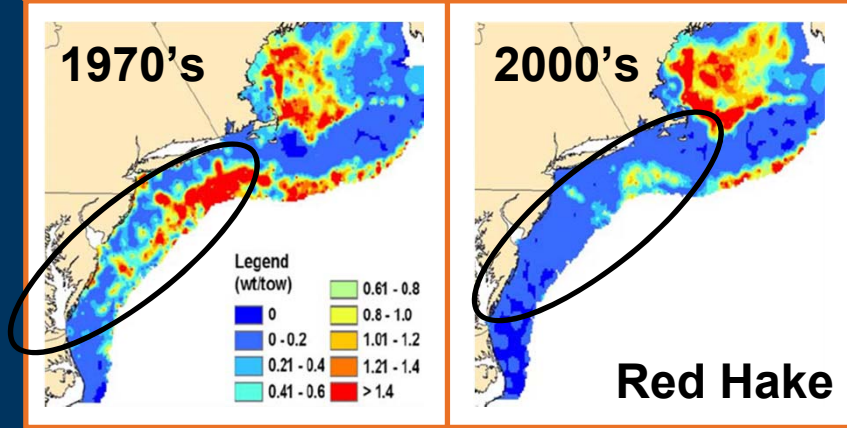 1970's
2000's
Legend
(wt/tow)
0
0 - 0.2
0.21 - 0.4
0.41 - 0.6
0.61 - 0.8
0.8 - 1.0
1.01 - 1.2
1.21 - 1.4
> 1.4
Red Hake